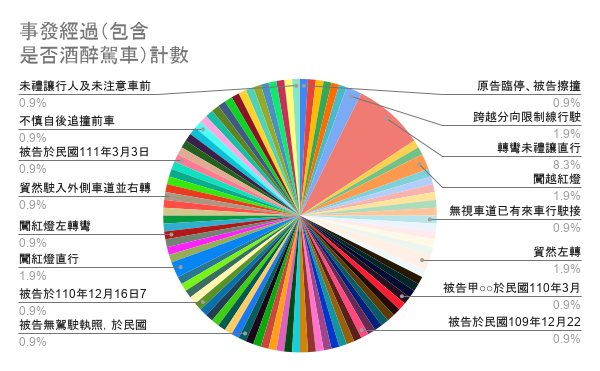 事發經過（包含
是否酒醉駕車）計數
未禮讓行人及未注意車前
0.9%
不慎自後追撞前車
0.9%
被告於民國111年3月3日
0.9%
貿然駛入外側車道並右轉
0.9%
闖紅燈左轉彎
0.9%
闖紅燈直行
1.9%
被告於110年12月16日7
0.9%
被告無駕駛執照，於民國
0.9%
原告臨停、被告擦撞
0.9%
跨越分向限制線行駛
1.9%
轉彎未禮讓直行
8.3%
闖越紅燈
1.9%
無視車道已有來車行駛接
0.9%
貿然左轉
1.9%
被告甲○○於民國110年3月
0.9%
被告於民國109年12月22
0.9%